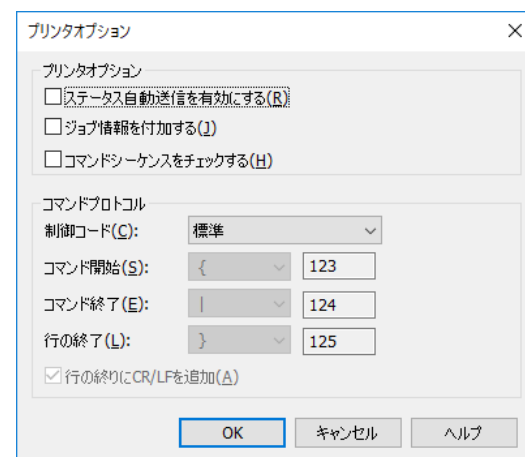 プリンタオプション
プリンタオプション
ステータス自動送信を有効にする(R)
ジョブ情報を付加する(J)
コマンドシーケンスをチェックする(H)
コマンドプロトコル
制御コード(C): 標準
コマンド開始(S): { 123
コマンド終了(E): | 124
行の終了(L): } 125
行の終りにCR/LFを追加(A)
OK キャンセル ヘルプ